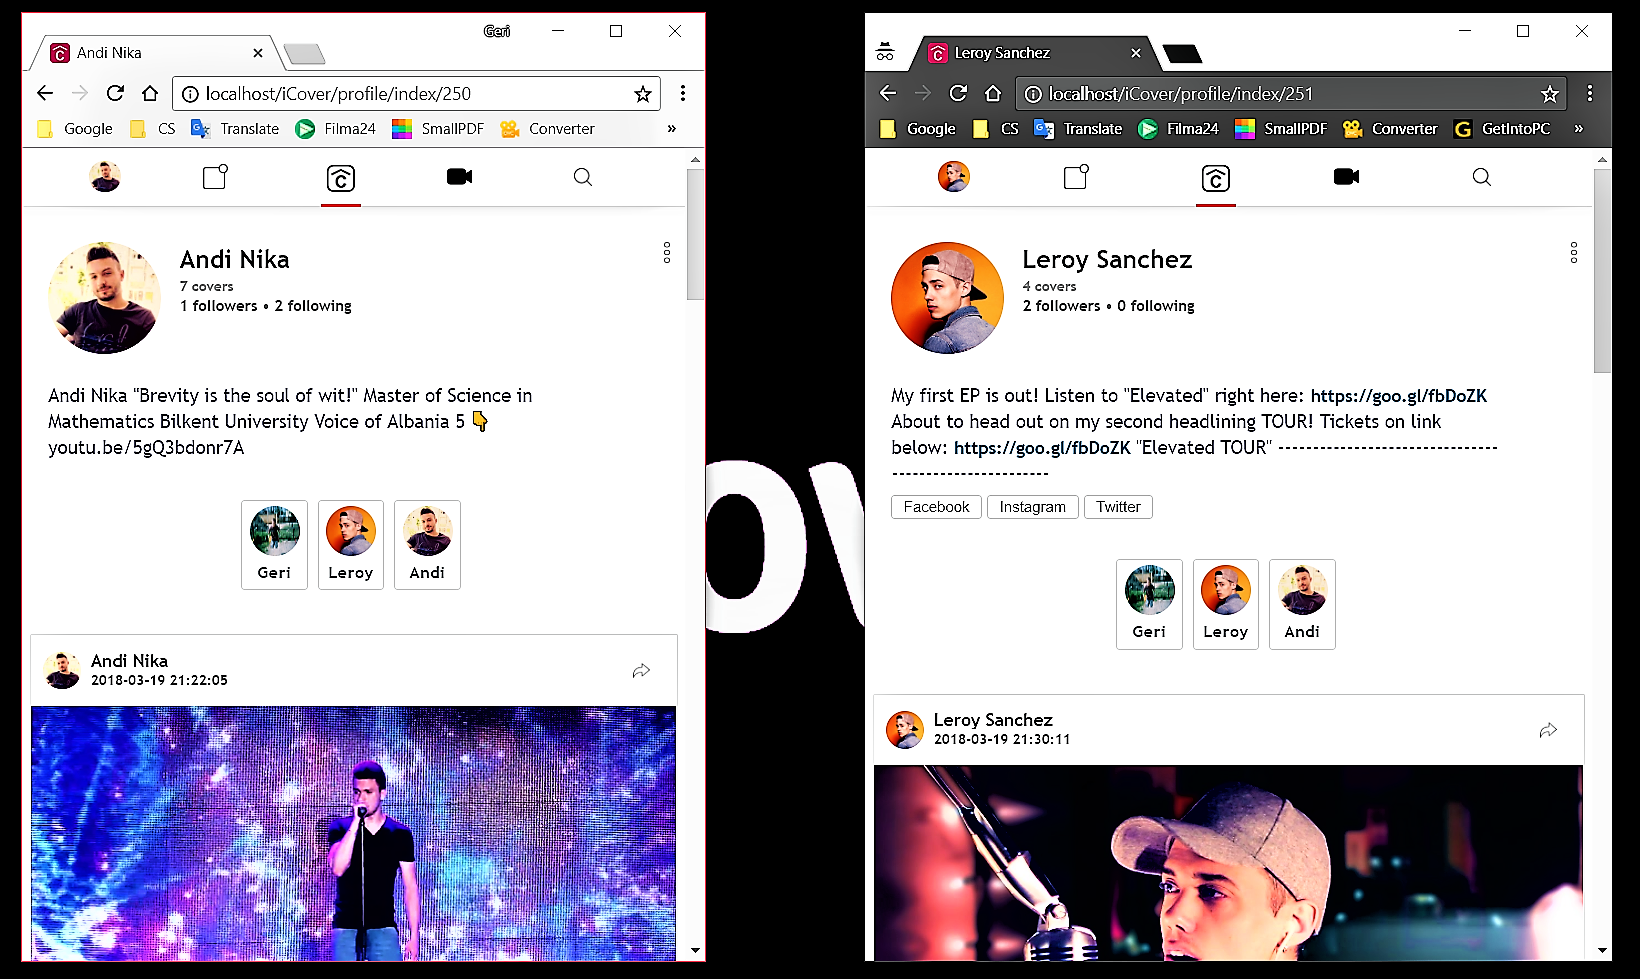 Geri
Andi Nika
localhost/iCover/profile/index/250
Google CS Translate Filma24 SmallPDF Converter »
Andi Nika
7 covers
1 followers • 2 following
Andi Nika "Brevity is the soul of wit!" Master of Science in
Mathematics Bilkent University Voice of Albania 5 👇
youtu.be/5gQ3bdonr7A
Geri Leroy Andi
Andi Nika
2018-03-19 21:22:05
ov
Leroy Sanchez
localhost/iCover/profile/index/251
Google CS Translate Filma24 SmallPDF Converter G GetIntoPC »
Leroy Sanchez
4 covers
2 followers • 0 following
My first EP is out! Listen to "Elevated" right here: https://goo.gl/fbDoZK
About to head out on my second headlining TOUR! Tickets on link
below: https://goo.gl/fbDoZK "Elevated TOUR" -------------------------------
----------------------
Facebook Instagram Twitter
Geri Leroy Andi
Leroy Sanchez
2018-03-19 21:30:11